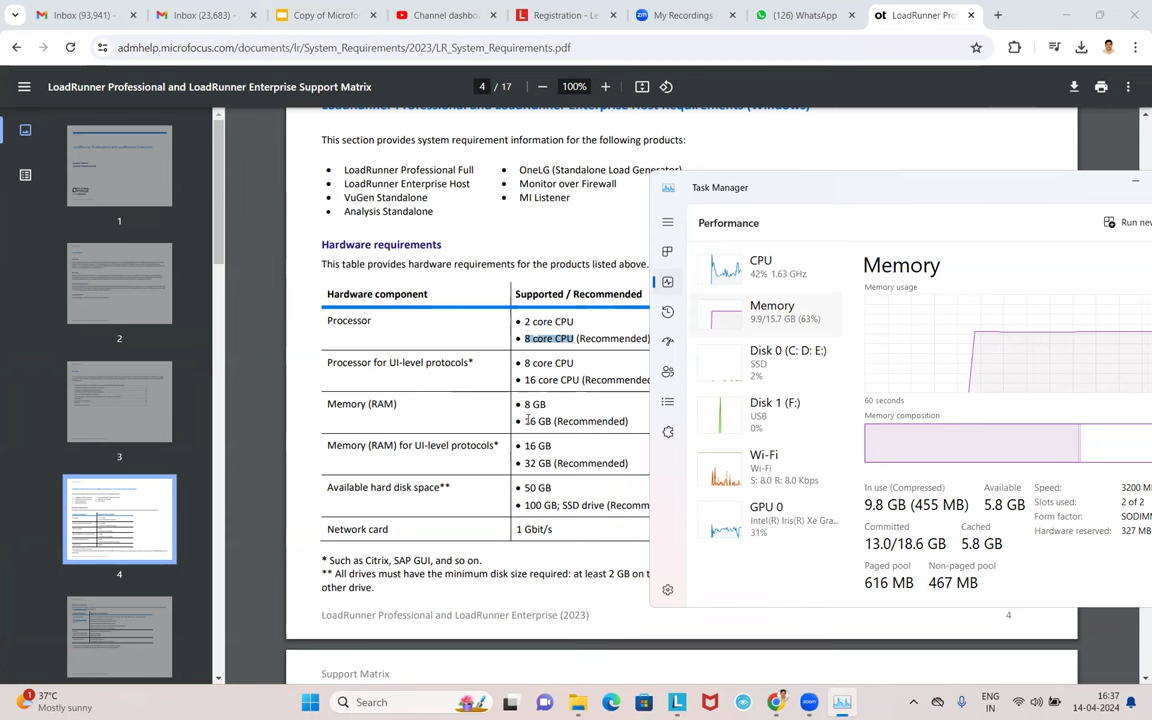 Inbox (93,941) -
Inbox (23,683) -
Copy of Microfo
Channel dashbo
Registration - Le
My Recordings -
(126) WhatsApp
LoadRunner Pro
admhelp.microfocus.com/documents/lr/System_Requirements/2023/LR_System_Requirements.pdf
LoadRunner Professional and LoadRunner Enterprise Support Matrix
4 / 17
100%
1
2
3
4
LoadRunner Professional and LoadRunner Enterprise Host Requirements (Windows)
This section provides system requirement information for the following products:
• LoadRunner Professional Full
• LoadRunner Enterprise Host
• VuGen Standalone
• Analysis Standalone
• OneLG (Standalone Load Generator)
• Monitor over Firewall
• MI Listener
Hardware requirements
This table provides hardware requirements for the products listed above.
Hardware component
Supported / Recommended
Processor
• 2 core CPU
• 8 core CPU (Recommended)
Processor for UI-level protocols*
• 8 core CPU
• 16 core CPU (Recommended
Memory (RAM)
• 8 GB
• 16 GB (Recommended)
Memory (RAM) for UI-level protocols*
• 16 GB
• 32 GB (Recommended)
Available hard disk space**
• 50 GB
• 100 GB; SSD drive (Recomm
Network card
1 Gbit/s
* Such as Citrix, SAP GUI, and so on.
** All drives must have the minimum disk size required: at least 2 GB on t
other drive.
LoadRunner Professional and LoadRunner Enterprise (2023)
4
Support Matrix
Task Manager
Performance
Run new
CPU
42% 1.63 GHz
Memory
9.9/15.7 GB (63%)
Disk 0 (C: D: E:)
SSD
2%
Disk 1 (F:)
USB
0%
Wi-Fi
Wi-Fi
S: 8.0 R: 8.0 Kbps
GPU 0
Intel(R) Iris(R) Xe Gra...
31%
Memory
Memory usage
60 seconds
Memory composition
In use (Compressed)
9.8 GB (455 MB)
Available
5.8 GB
Committed
13.0/18.6 GB
Cached
5.8 GB
Paged pool
616 MB
Non-paged pool
467 MB
Speed:
3200 M
Slots used:
2 of 2
Form factor:
SODIMM
Hardware reserved:
327 MB
1
37°C
Mostly sunny
Search
ENG
IN
16:37
14-04-2024